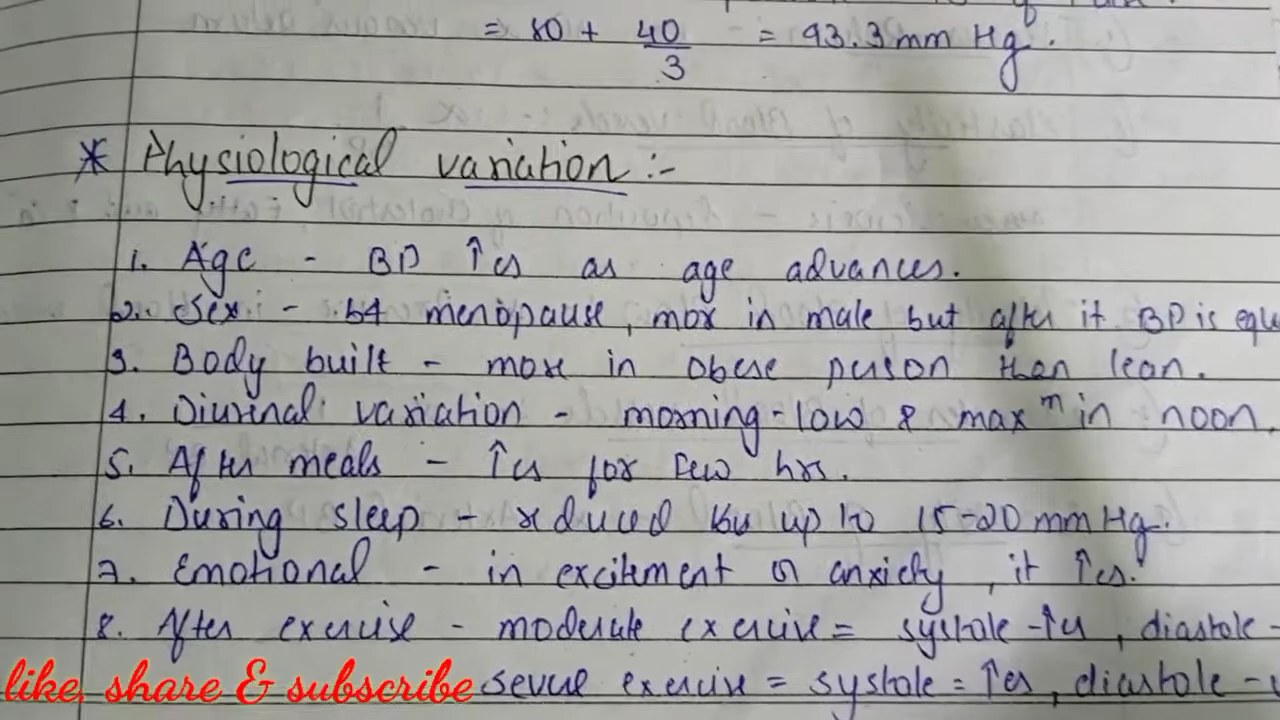 ⇒ 80 + 40/3 = 93.3 mm Hg.
* Physiological variation :-
1. Age - BP ↑es as age advances.
2. Sex - b4 menopause, mor in male but after it BP is equ
3. Body built - more in obese person then lean.
4. Diurinal variation - morning - low & maxᵐ in noon.
5. After meals - ↑es for few hrs.
6. During sleep - reduced by up to 15-20 mm Hg.
7. Emotional - in excitement or anxiety, it ↑es.
8. After exercise - moderate exercise = systole - ↑es, diastole -
like, share & subscribe severe exercise = systole = ↑es, diastole -